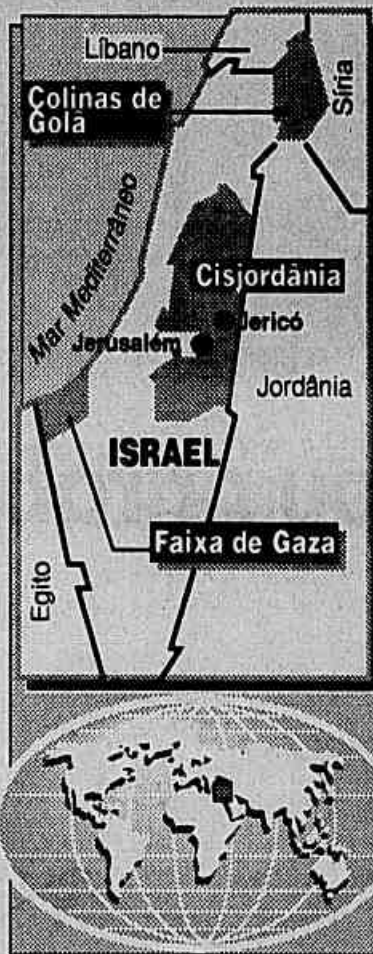 Líbano
Colinas de
Golã
Síria
Mar Mediterrâneo
Cisjordânia
Jericó
Jerusalém
Jordânia
ISRAEL
Faixa de Gaza
Egito